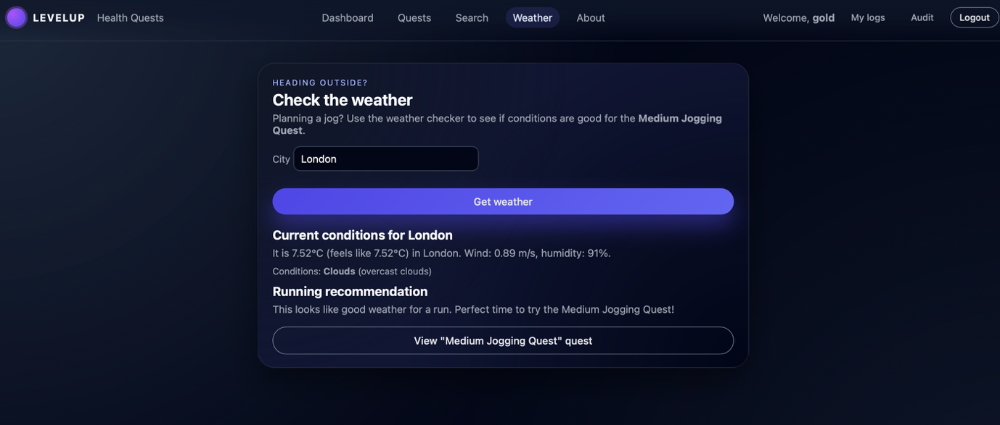 LEVELUP Health Quests Dashboard Quests Search Weather About Welcome, gold My logs Audit Logout
HEADING OUTSIDE?
Check the weather
Planning a jog? Use the weather checker to see if conditions are good for the Medium Jogging
Quest.
City London
Get weather
Current conditions for London
It is 7.52°C (feels like 7.52°C) in London. Wind: 0.89 m/s, humidity: 91%.
Conditions: Clouds (overcast clouds)
Running recommendation
This looks like good weather for a run. Perfect time to try the Medium Jogging Quest!
View "Medium Jogging Quest" quest